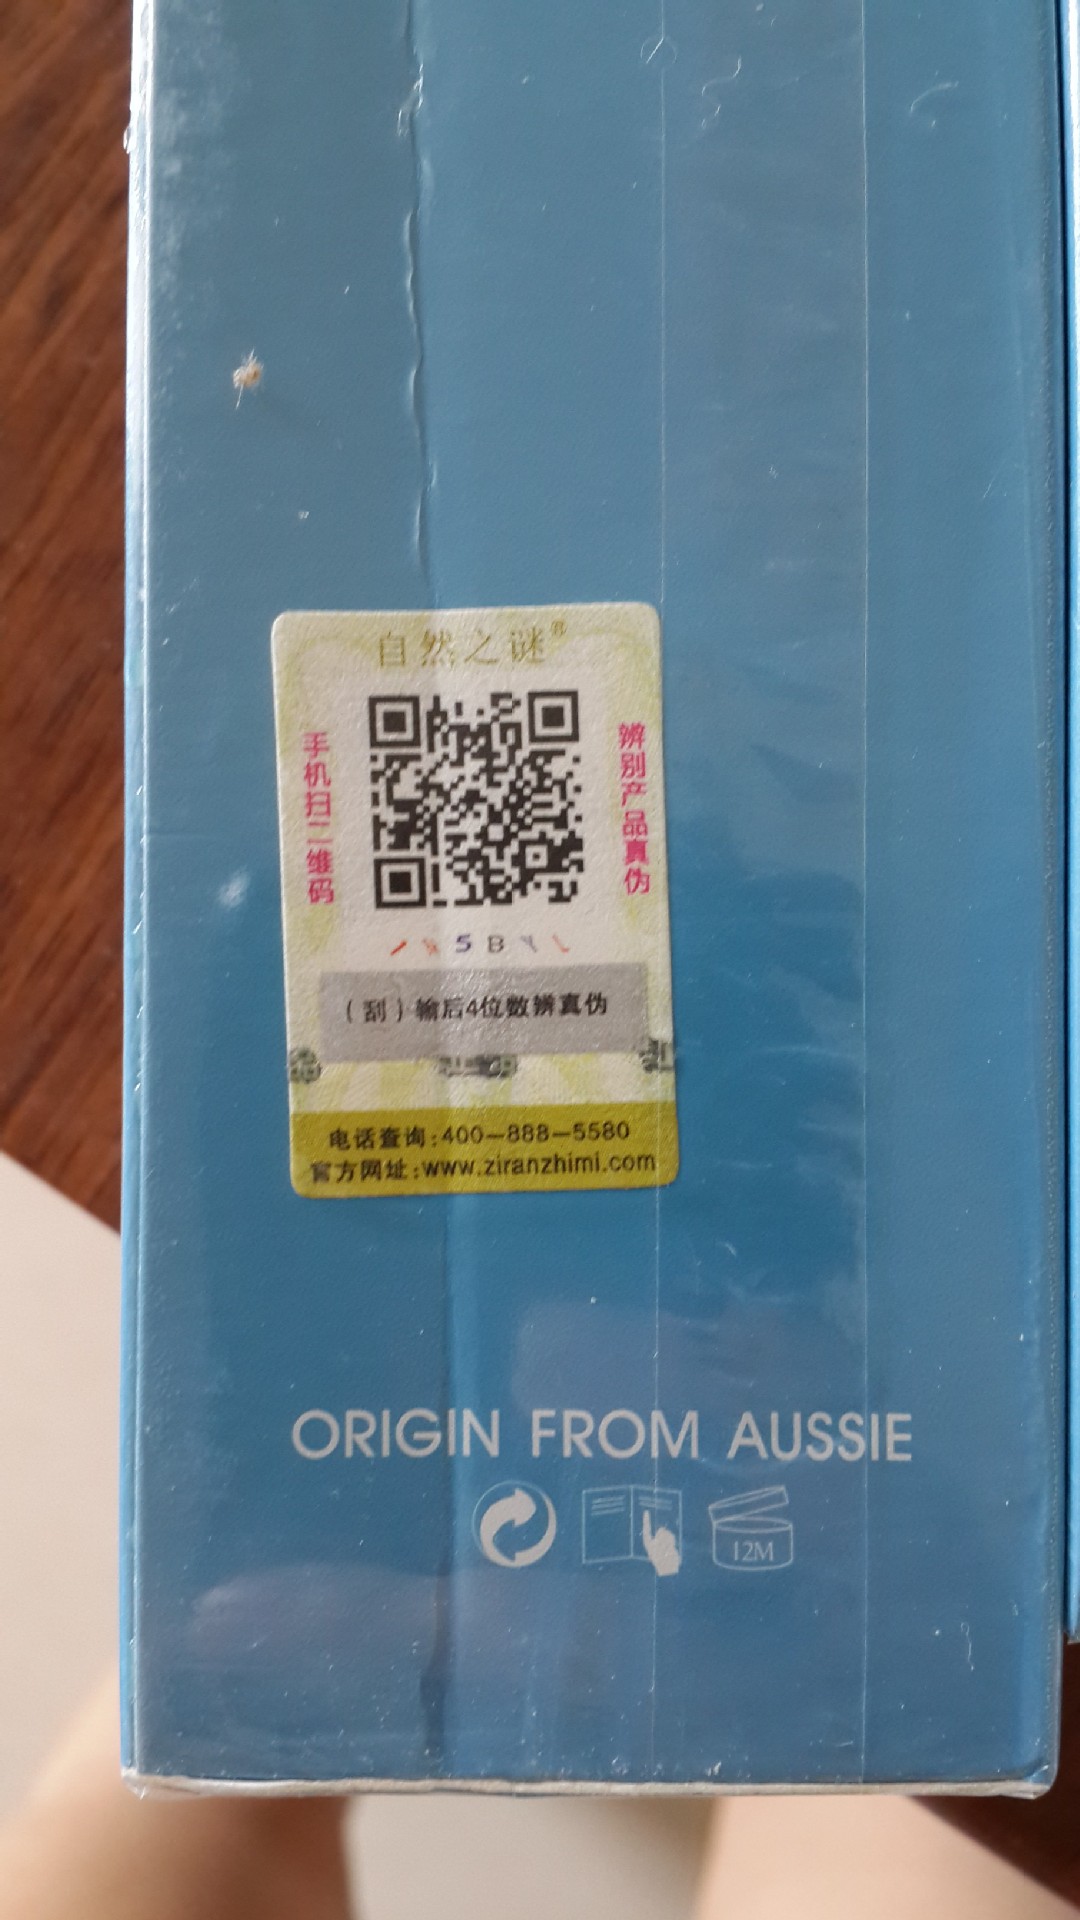 自然之谜®
手机扫二维码
辨别产品真伪
5B
(刮)输后4位数辨真伪
电话查询:400-888-5580
官方网址:www.ziranzhimi.com
ORIGIN FROM AUSSIE
12M